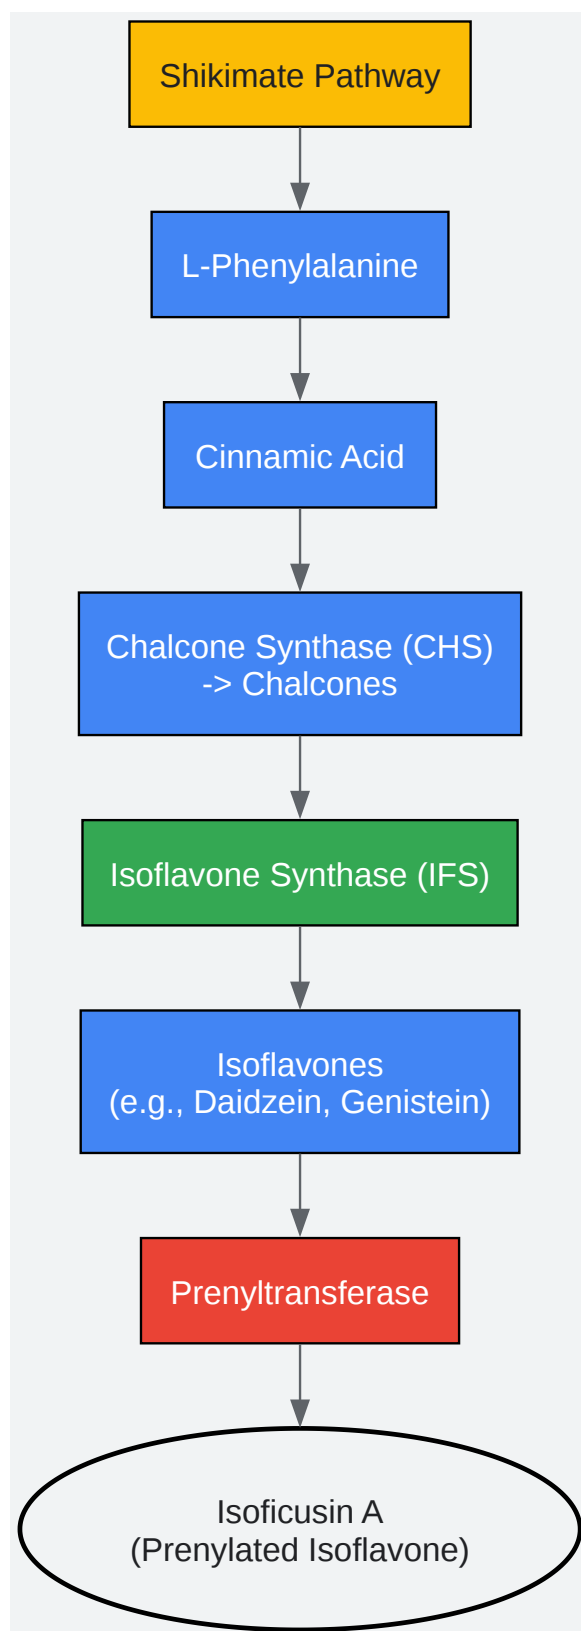 Shikimate Pathway
L-Phenylalanine
Cinnamic Acid
Chalcone Synthase (CHS)
-> Chalcones
Isoflavone Synthase (IFS)
Isoflavones
(e.g., Daidzein, Genistein)
Prenyltransferase
Isoficusin A
(Prenylated Isoflavone)